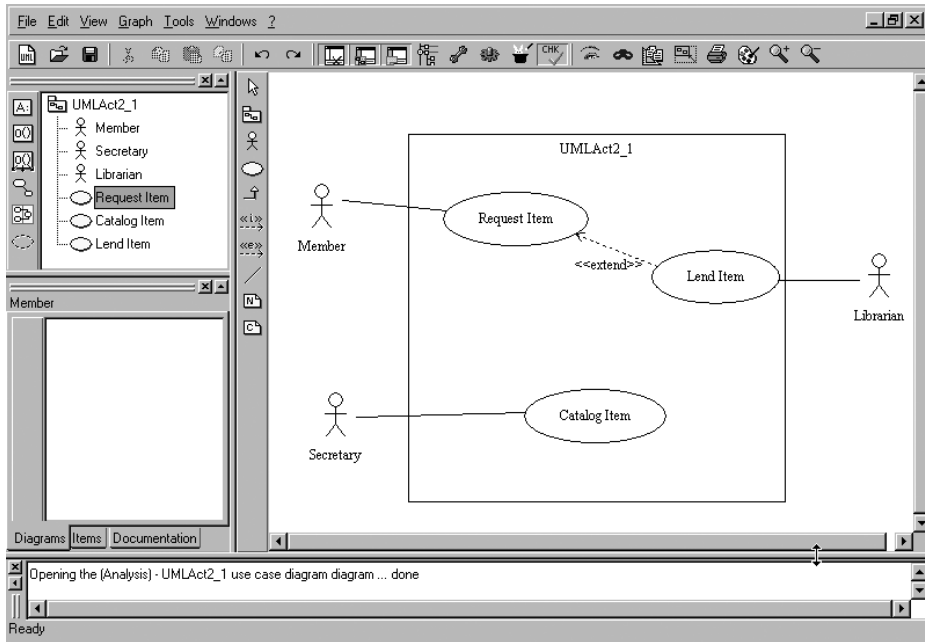 File Edit View Graph Tools Windows ?
uml CHK
UMLAct2_1
Member
Secretary
Librarian
Request Item
Catalog Item
Lend Item
A:
o()
«i»
«e»
N
C
Member
Diagrams Items Documentation
UMLAct2_1
Member
Request Item
<<extend>>
Lend Item
Librarian
Secretary
Catalog Item
Opening the (Analysis) - UMLAct2_1 use case diagram diagram ... done
Ready